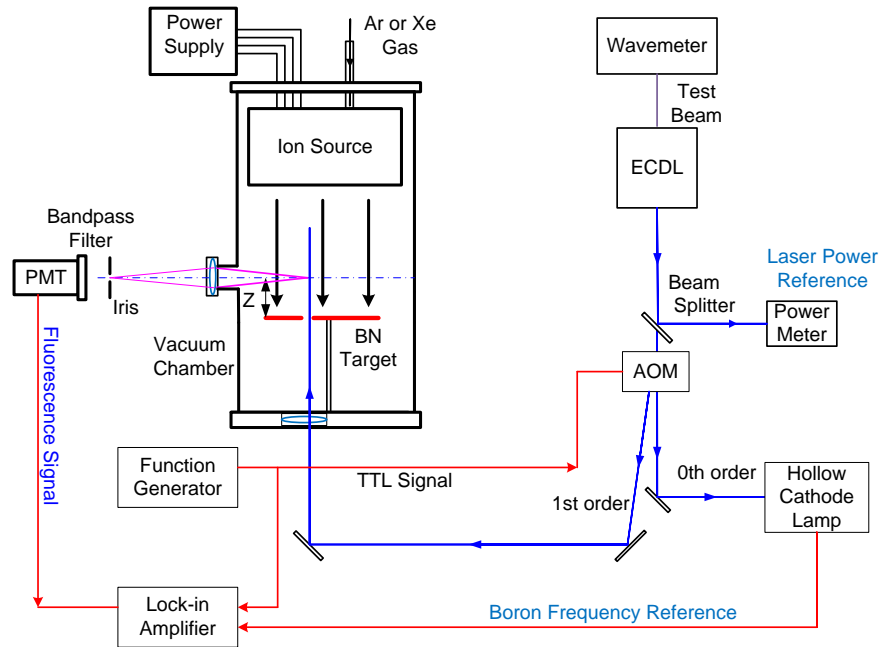 Power
Supply
Ar or Xe
Gas
Wavemeter
Test
Beam
Ion Source
ECDL
Bandpass
Filter
PMT
Iris
Z
Laser Power
Reference
Beam
Splitter
Power
Meter
BN
Target
Vacuum
Chamber
AOM
Fluorescence Signal
Function
Generator
TTL Signal
1st order
0th order
Hollow
Cathode
Lamp
Lock-in
Amplifier
Boron Frequency Reference